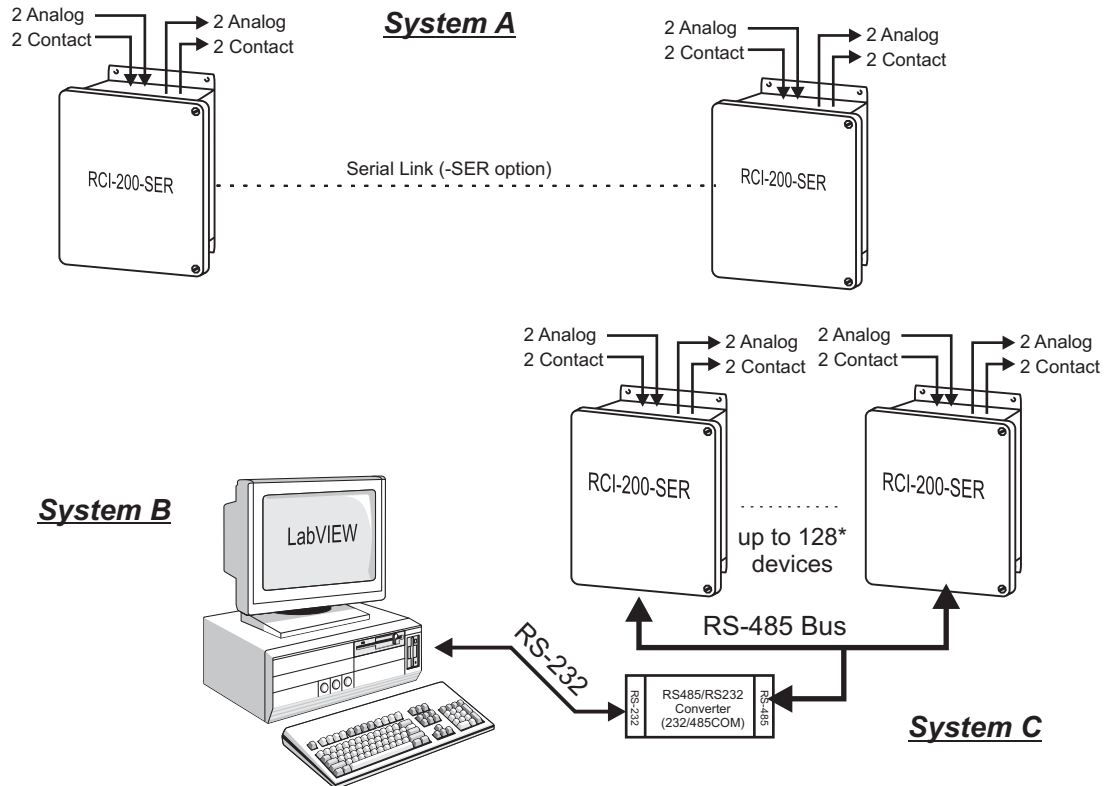 System A
2 Analog
2 Contact
2 Analog
2 Contact
2 Analog
2 Contact
2 Analog
2 Contact
RCI-200-SER
Serial Link (-SER option)
RCI-200-SER
2 Analog
2 Contact
2 Analog
2 Contact
2 Analog
2 Contact
2 Analog
2 Contact
RCI-200-SER
RCI-200-SER
up to 128*
devices
System B
LabVIEW
RS-485 Bus
RS-232
RS-232
RS485/RS232
Converter
(232/485COM)
RS-485
System C